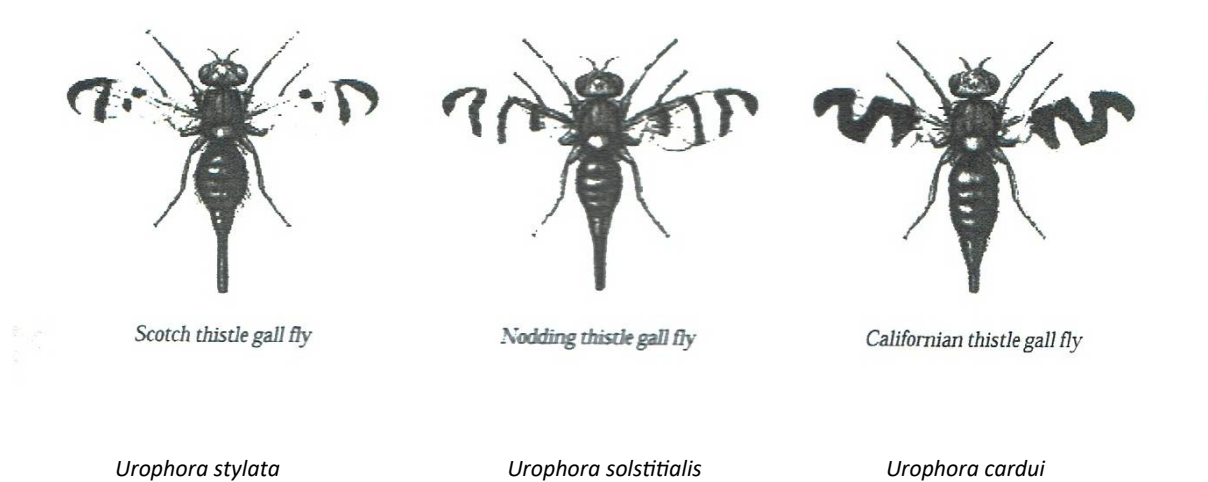 Scotch thistle gall fly
Nodding thistle gall fly
Californian thistle gall fly
Urophora stylata
Urophora solstitialis
Urophora cardui